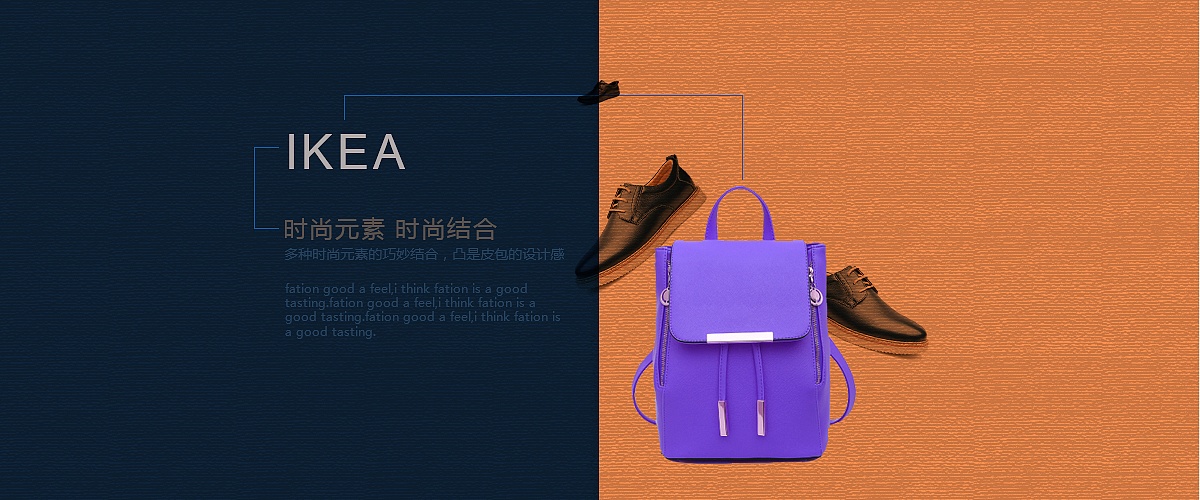 IKEA
时尚元素 时尚结合
多种时尚元素的巧妙结合，凸是皮包的设计感
fation good a feel,i think fation is a good
tasting.fation good a feel,i think fation is a
good tasting.fation good a feel,i think fation is
a good tasting.